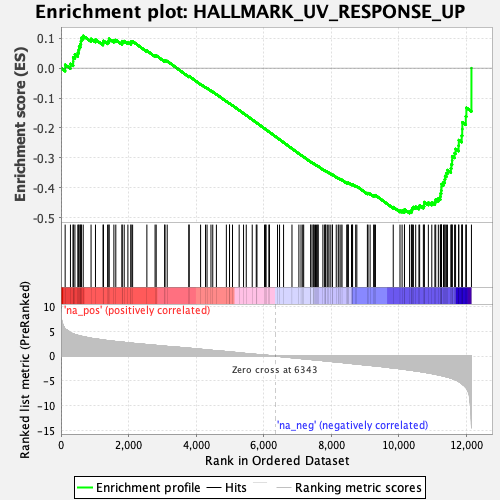 Enrichment plot: HALLMARK_UV_RESPONSE_UP
Enrichment score (ES)
0.1
0.0
-0.1
-0.2
-0.3
-0.4
-0.5
Ranked list metric (PreRanked)
10
5
0
-5
-10
-15
'na_pos' (positively correlated)
Zero cross at 6343
'na_neg' (negatively correlated)
0
2,000
4,000
6,000
8,000
10,000
12,000
Rank in Ordered Dataset
Enrichment profile
Hits
Ranking metric scores